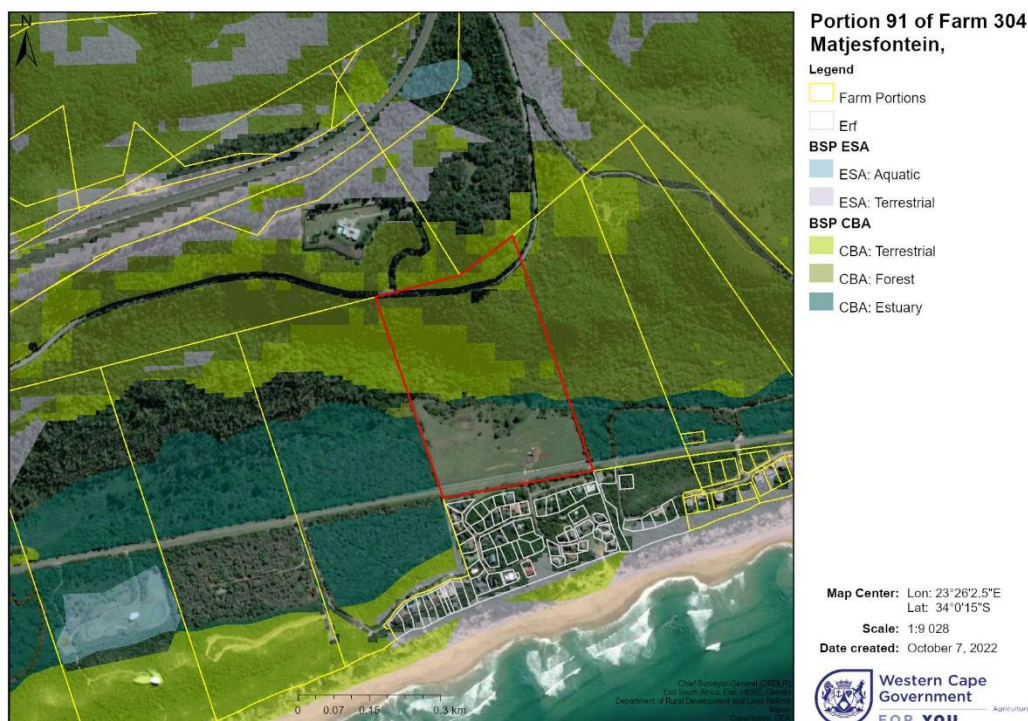 Portion 91 of Farm 304
Matjesfontein,
Legend
Farm Portions
Erf
BSP ESA
ESA: Aquatic
ESA: Terrestrial
BSP CBA
CBA: Terrestrial
CBA: Forest
CBA: Estuary
Map Center: Lon: 23°26'2.5"E
Lat: 34°0'15"S
Scale: 1:9 028
Date created: October 7, 2022
Western Cape
Government
Agriculture
FOR YOU
N
0 0.07 0.15 0.3 km
Chief Surveyor-General (DRDLR)
Esri South Africa, Esri, HERE, Garmin
Department of Rural Development and Land Reform
Maxar